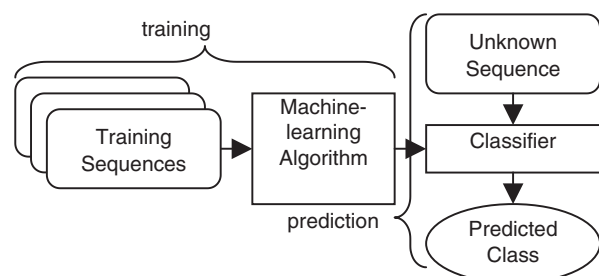 training
Training
Sequences
Machine-
learning
Algorithm
prediction
Unknown
Sequence
Classifier
Predicted
Class